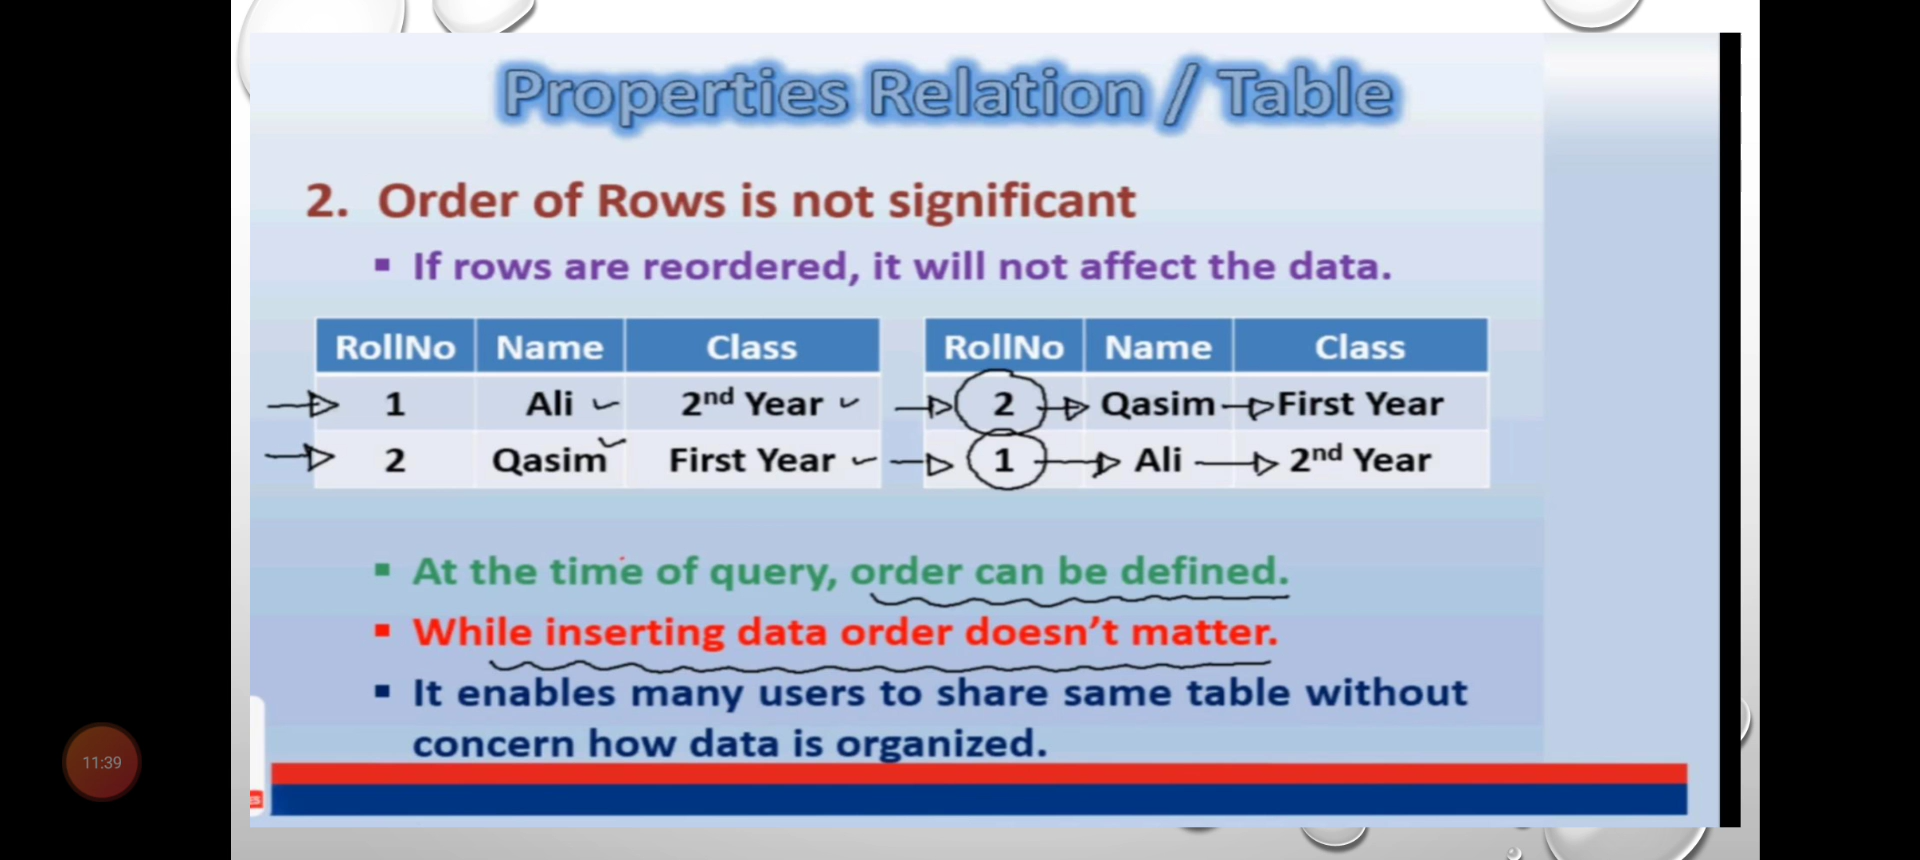 Properties Relation / Table
2. Order of Rows is not significant
▪ If rows are reordered, it will not affect the data.
RollNo Name Class
1 Ali 2nd Year
2 Qasim First Year
RollNo Name Class
2 Qasim First Year
1 Ali 2nd Year
▪ At the time of query, order can be defined.
▪ While inserting data order doesn't matter.
▪ It enables many users to share same table without
concern how data is organized.
11:39